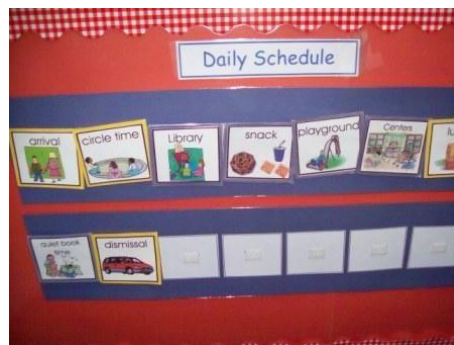 Daily Schedule
arrival
circle time
Library
snack
playground
Centers
quiet book
time
dismissal